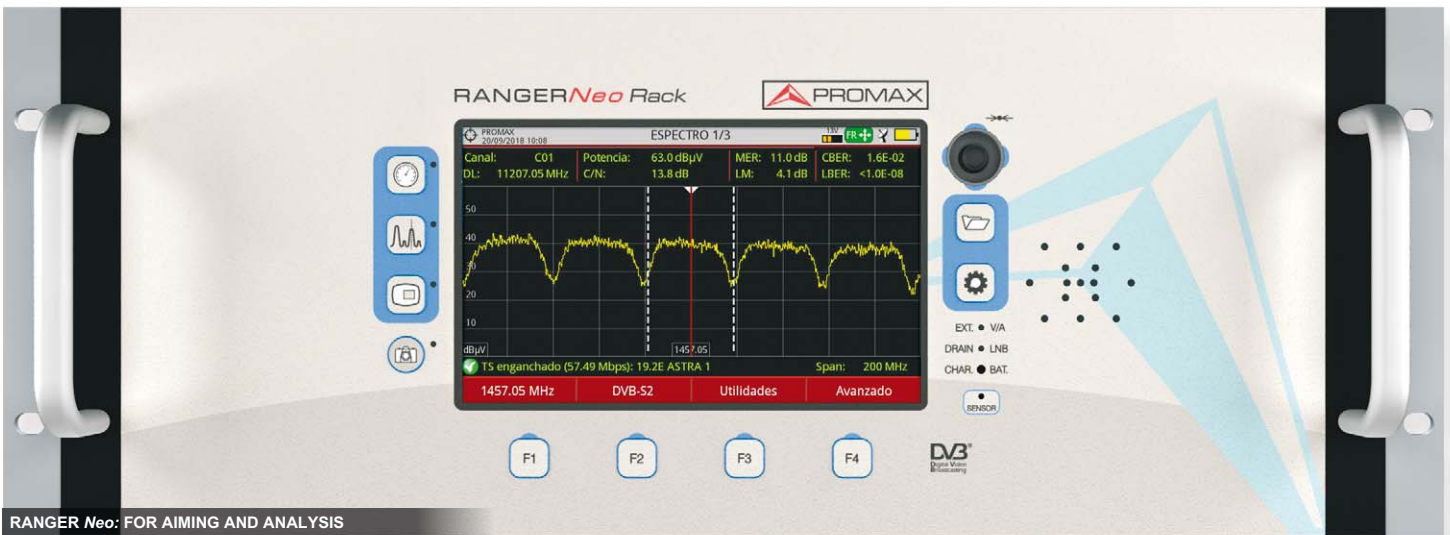 RANGERNeo Rack
PROMAX
PROMAX
20/09/2018 10:08
ESPECTRO 1/3
13V
FR
Canal: C01 Potencia: 63.0 dBµV MER: 11.0 dB CBER: 1.6E-02
DL: 11207.05 MHz C/N: 13.8 dB LM: 4.1 dB LBER: <1.0E-08
50
40
30
20
10
dBµV
1457.05
TS enganchado (57.49 Mbps): 19.2E ASTRA 1 Span: 200 MHz
1457.05 MHz DVB-S2 Utilidades Avanzado
EXT. V/A
DRAIN LNB
CHAR. BAT.
SENSOR
F1 F2 F3 F4
DVB®
Digital Video
Broadcasting
RANGER Neo: FOR AIMING AND ANALYSIS